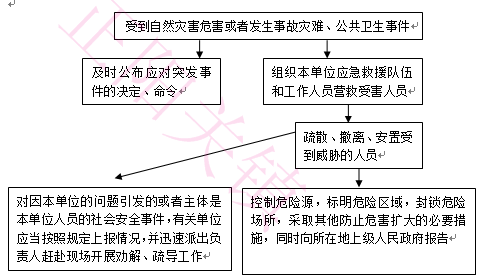 受到自然灾害危害或者发生事故灾难、公共卫生事件
及时公布应对突发事
件的决定、命令
组织本单位应急救援队伍
和工作人员营救受害人员
疏散、撤离、安置受
到威胁的人员
对因本单位的问题引发的或者主体是
本单位人员的社会安全事件，有关单位
应当按照规定上报情况，并迅速派出负
责人赶赴现场开展劝解、疏导工作
控制危险源，标明危险区域，封锁危险
场所，采取其他防止危害扩大的必要措
施，同时向所在地上级人民政府报告
正阳关镇